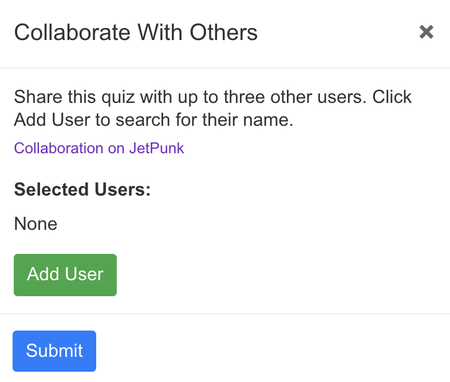 Collaborate With Others
Share this quiz with up to three other users. Click
Add User to search for their name.
Collaboration on JetPunk
Selected Users:
None
Add User
Submit